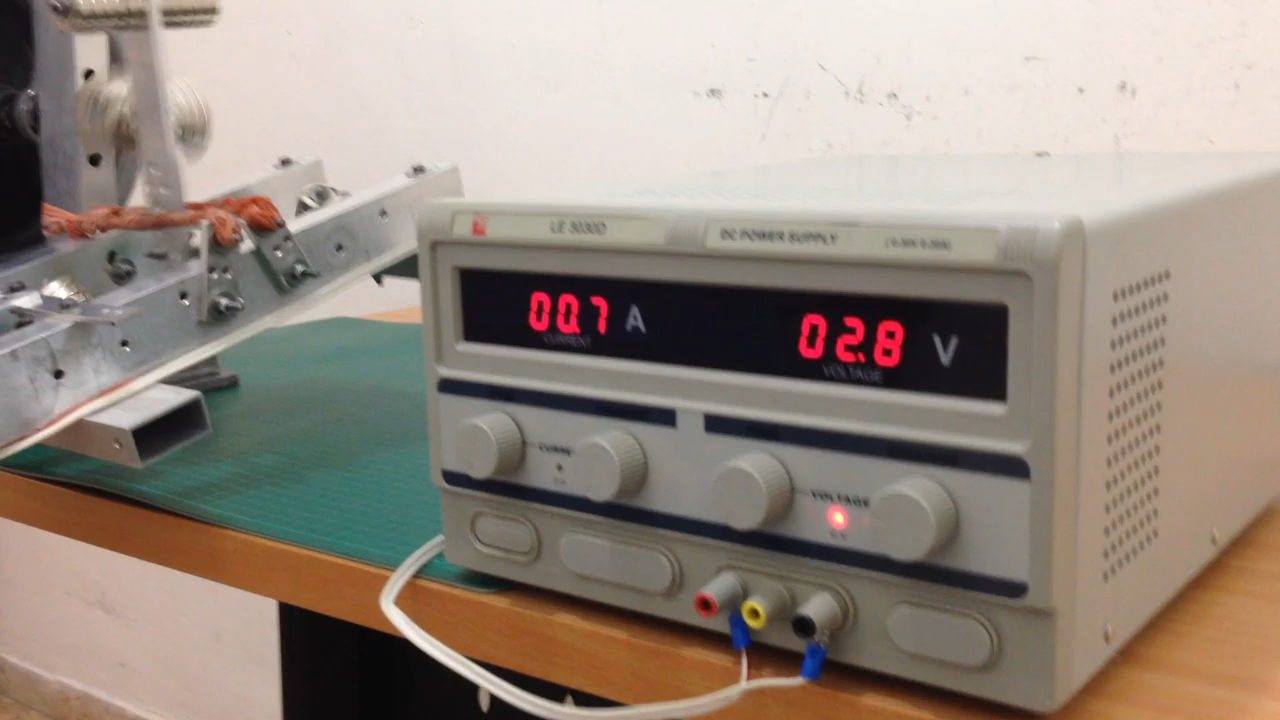 LE 3030D
DC POWER SUPPLY
00.7 A
CURRENT
02.8 V
VOLTAGE
VOLTAGE